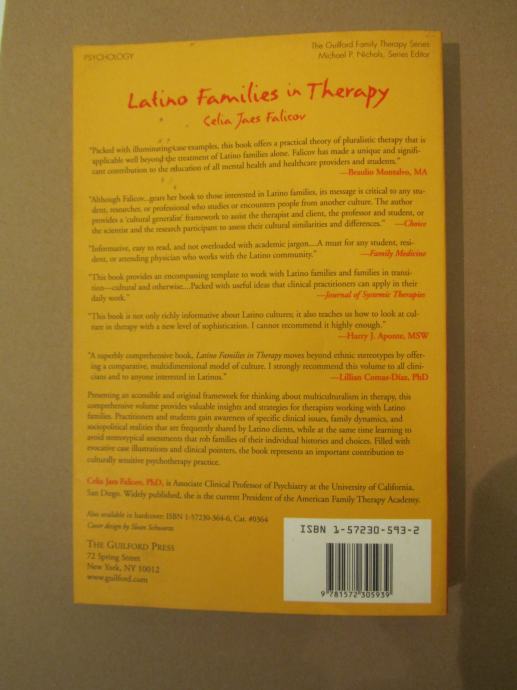 PSYCHOLOGY
The Guilford Family Therapy Series
Michael P. Nichols, Series Editor
Latino Families in Therapy
Celia Jaes Falicov
"Packed with illuminating case examples, this book offers a practical theory of pluralistic therapy that is
applicable well beyond the treatment of Latino families alone. Falicov has made a unique and signifi-
cant contribution to the education of all mental health and healthcare providers and students."
—Braulio Montalvo, MA
"Although Falicov...gears her book to those interested in Latino families, its message is critical to any stu-
dent, researcher, or professional who studies or encounters people from another culture. The author
provides a 'cultural generalist' framework to assist the therapist and client, the professor and student, or
the scientist and the research participant to assess their cultural similarities and differences." —Choice
"Informative, easy to read, and not overloaded with academic jargon....A must for any student, resi-
dent, or attending physician who works with the Latino community." —Family Medicine
"This book provides an encompassing template to work with Latino families and families in transi-
tion—cultural and otherwise....Packed with useful ideas that clinical practitioners can apply in their
daily work." —Journal of Systemic Therapies
"This book is not only richly informative about Latino cultures; it also teaches us how to look at cul-
ture in therapy with a new level of sophistication. I cannot recommend it highly enough."
—Harry J. Aponte, MSW
"A superbly comprehensive book, Latino Families in Therapy moves beyond ethnic stereotypes by offer-
ing a comparative, multidimensional model of culture. I strongly recommend this volume to all clini-
cians and to anyone interested in Latinos." —Lillian Comas-Diaz, PhD
Presenting an accessible and original framework for thinking about multiculturalism in therapy, this
comprehensive volume provides valuable insights and strategies for therapists working with Latino
families. Practitioners and students gain awareness of specific clinical issues, family dynamics, and
sociopolitical realities that are frequently shared by Latino clients, while at the same time learning to
avoid stereotypical assessments that rob families of their individual histories and choices. Filled with
evocative case illustrations and clinical pointers, the book represents an important contribution to
culturally sensitive psychotherapy practice.
Celia Jaes Falicov, PhD, is Associate Clinical Professor of Psychiatry at the University of California,
San Diego. Widely published, she is the current President of the American Family Therapy Academy.
Also available in hardcover: ISBN 1-57230-364-6, Cat. #0364
Cover design by Sloan Schwartz
THE GUILFORD PRESS
72 Spring Street
New York, NY 10012
www.guilford.com
ISBN 1-57230-593-2
9 781572 305939